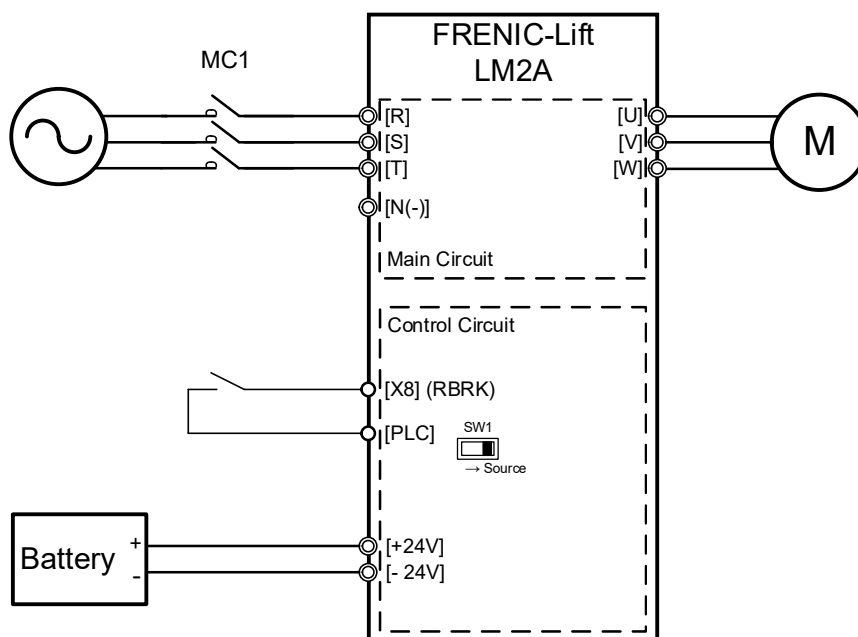 FRENIC-Lift
LM2A
MC1
[R]
[S]
[T]
[N(-)]
[U]
[V]
[W]
M
Main Circuit
Control Circuit
[X8] (RBRK)
[PLC]
SW1
→ Source
Battery
+
-
[+24V]
[- 24V]